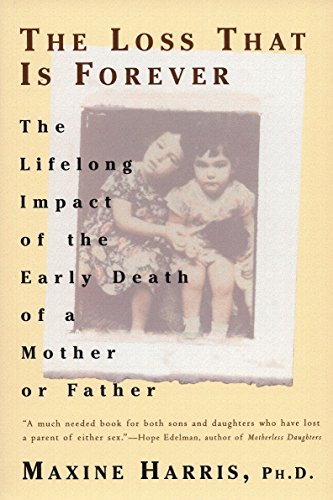 THE LOSS THAT
IS FOREVER
The
Lifelong
Impact
of the
Early Death
of a
Mother
or Father
"A much needed book for both sons and daughters who have lost
a parent of either sex."—Hope Edelman, author of Motherless Daughters
MAXINE HARRIS, PH.D.